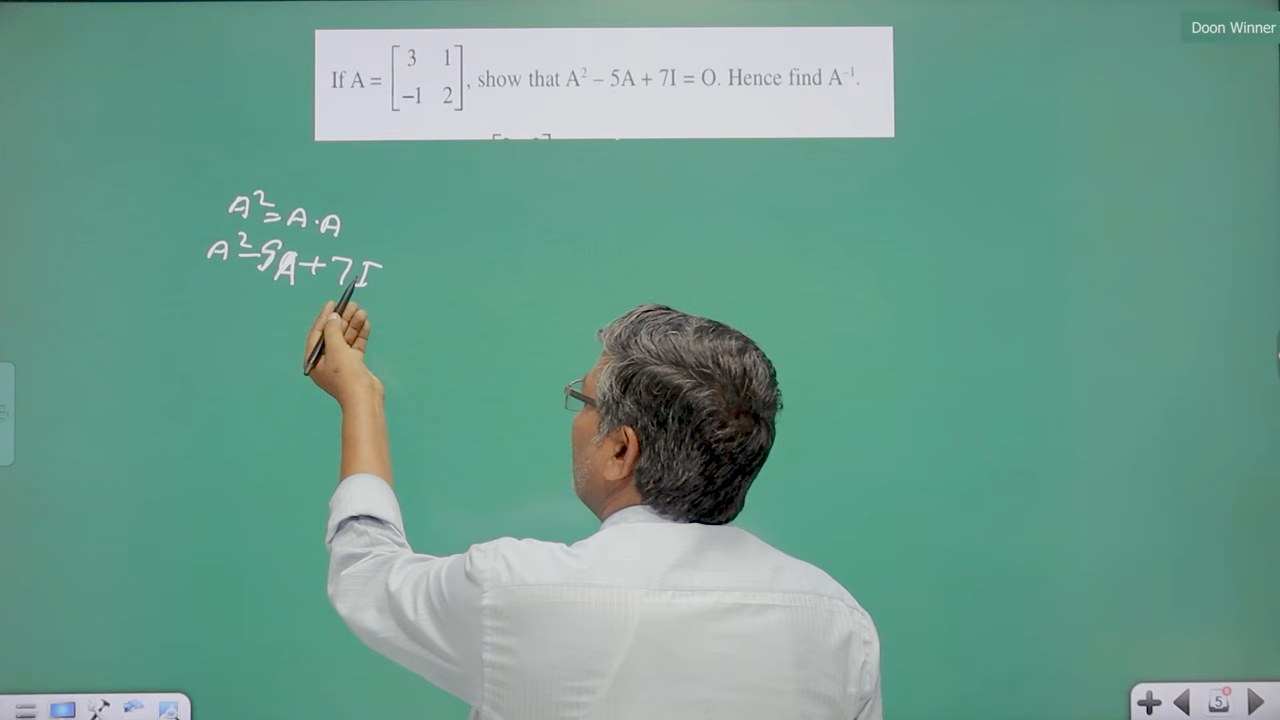 Doon Winner
If A = [3 1; −1 2], show that A² – 5A + 7I = O. Hence find A⁻¹.
A² = A·A
A² – 5A + 7I
5